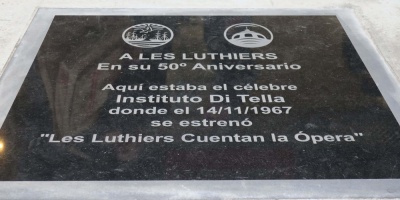 A LES LUTHIERS
En su 50º Aniversario
Aquí estaba el célebre
Instituto Di Tella
donde el 14/11/1967
se estrenó
"Les Luthiers Cuentan la Ópera"